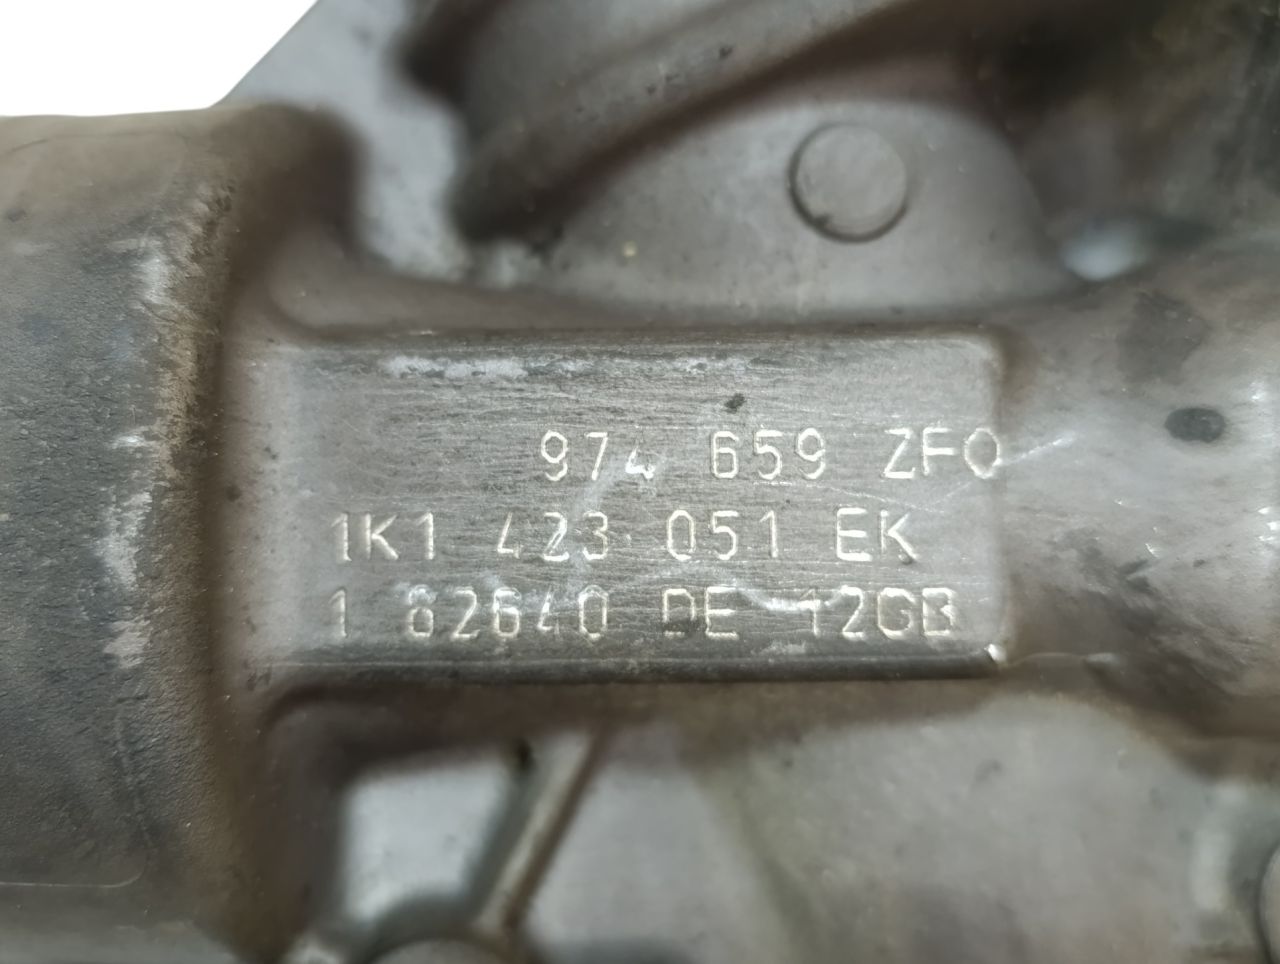 974 659 ZFO
1K1 423 051 EK
1 82640 DE 12GB